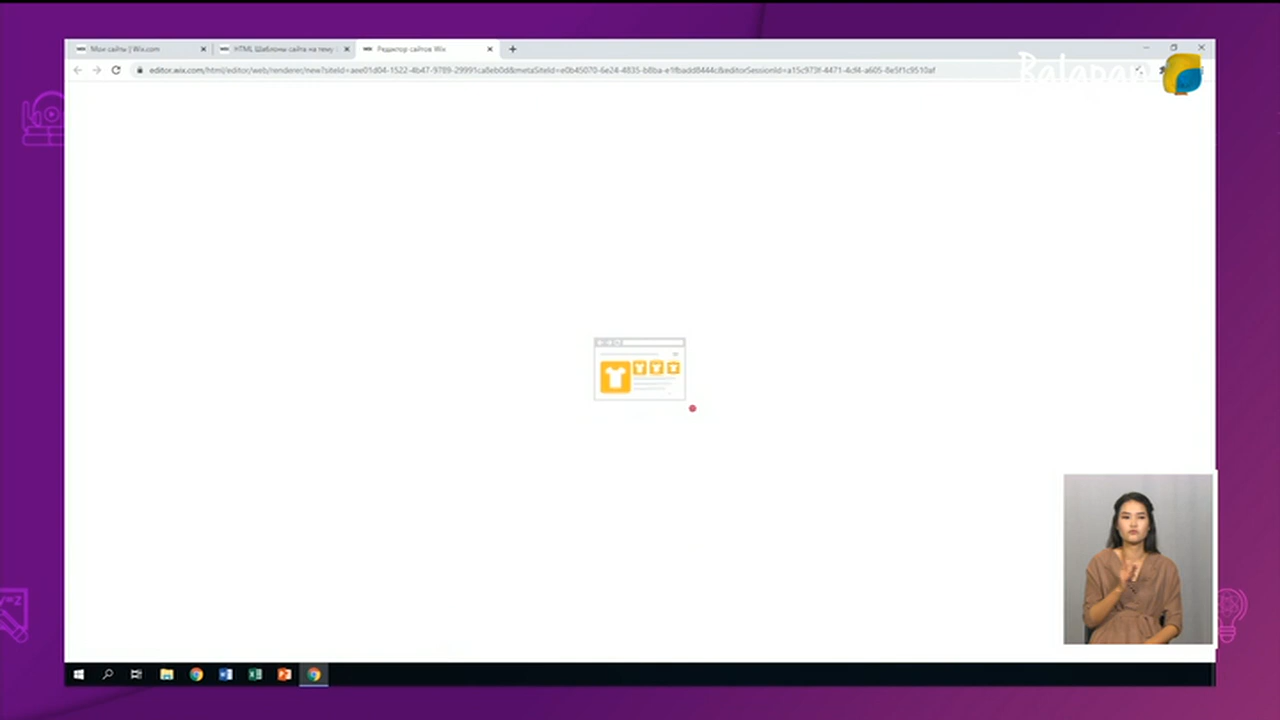 Мои сайты | Wix.com
HTML Шаблоны сайта на тему
Редактор сайтов Wix
editor.wix.com/html/editor/web/renderer/new?siteId=aee01d04-1522-4b47-9789-29991ca8eb0d&metaSiteId=e0b45070-6e24-4835-b8ba-e1fbadd8444c&editorSessionId=a15c973f-4471-4cf4-a605-8e5f1c9510af
Balapan